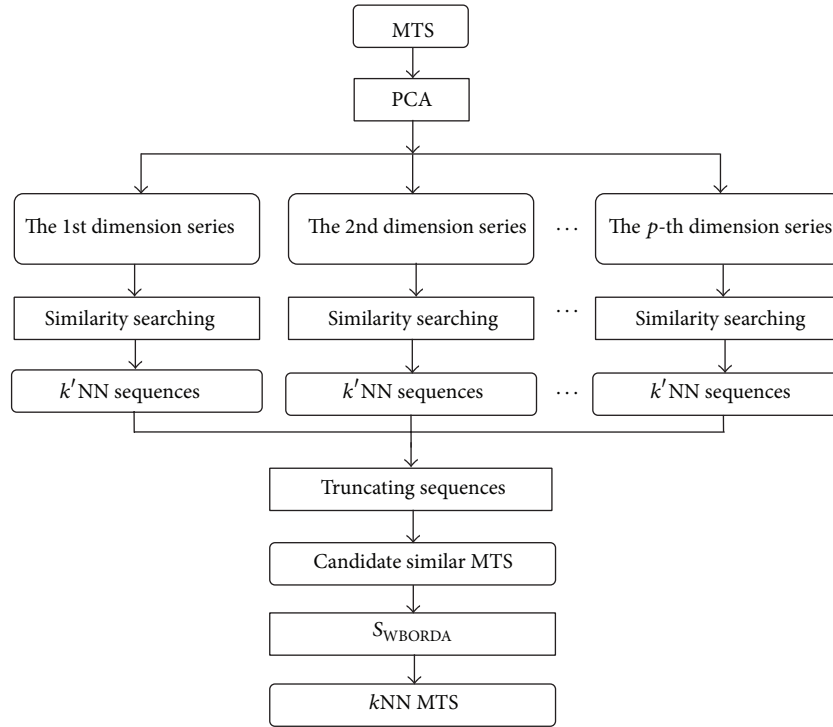 MTS
PCA
The 1st dimension series
The 2nd dimension series
...
The p-th dimension series
Similarity searching
Similarity searching
...
Similarity searching
k′NN sequences
k′NN sequences
...
k′NN sequences
Truncating sequences
Candidate similar MTS
S_WBORDA
kNN MTS